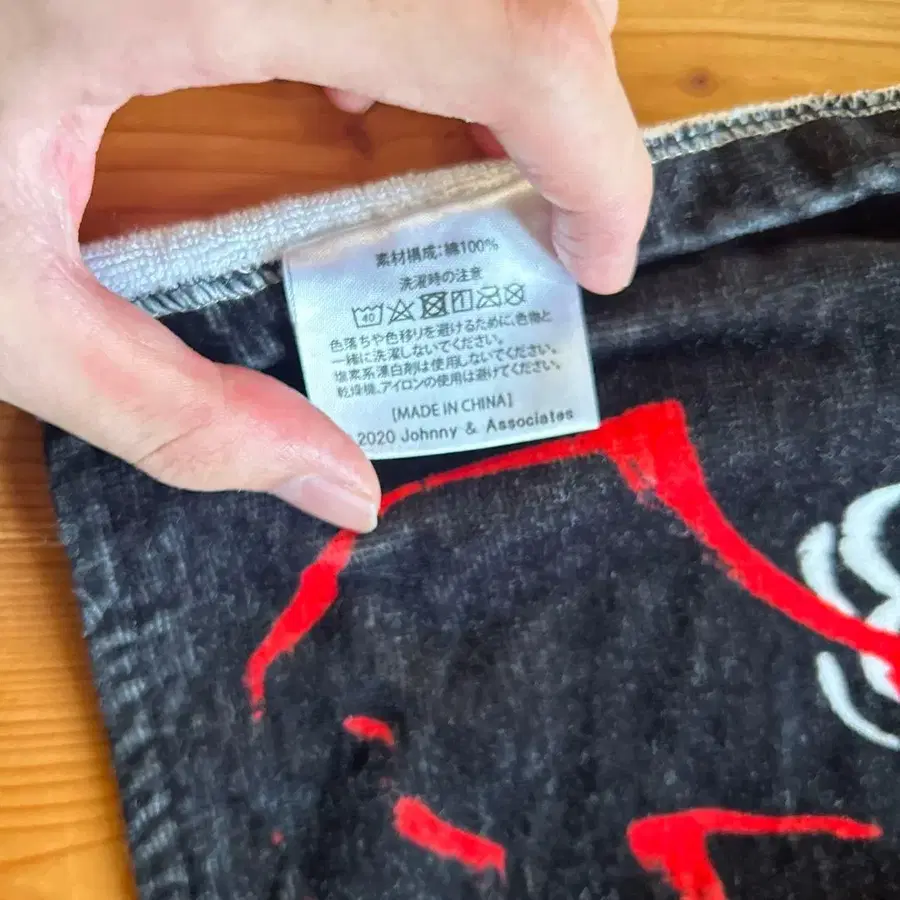 素材構成:綿100%
洗濯時の注意
40
色落ちや色移りを避けるために、色物と
一緒に洗濯しないでください。
塩素系漂白剤は使用しないでください。
乾燥機、アイロンの使用は避けてください。
[MADE IN CHINA]
2020 Johnny & Associates